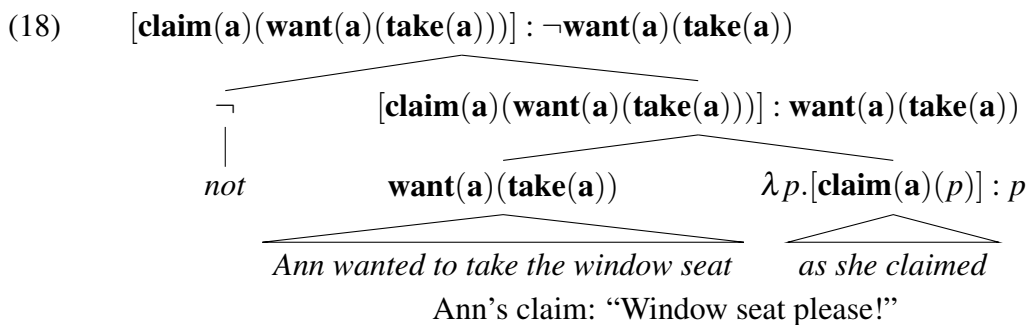 (18) [claim(a)(want(a)(take(a)))] : ¬want(a)(take(a))
¬ [claim(a)(want(a)(take(a)))] : want(a)(take(a))
not want(a)(take(a)) λp.[claim(a)(p)] : p
Ann wanted to take the window seat as she claimed
Ann’s claim: “Window seat please!”